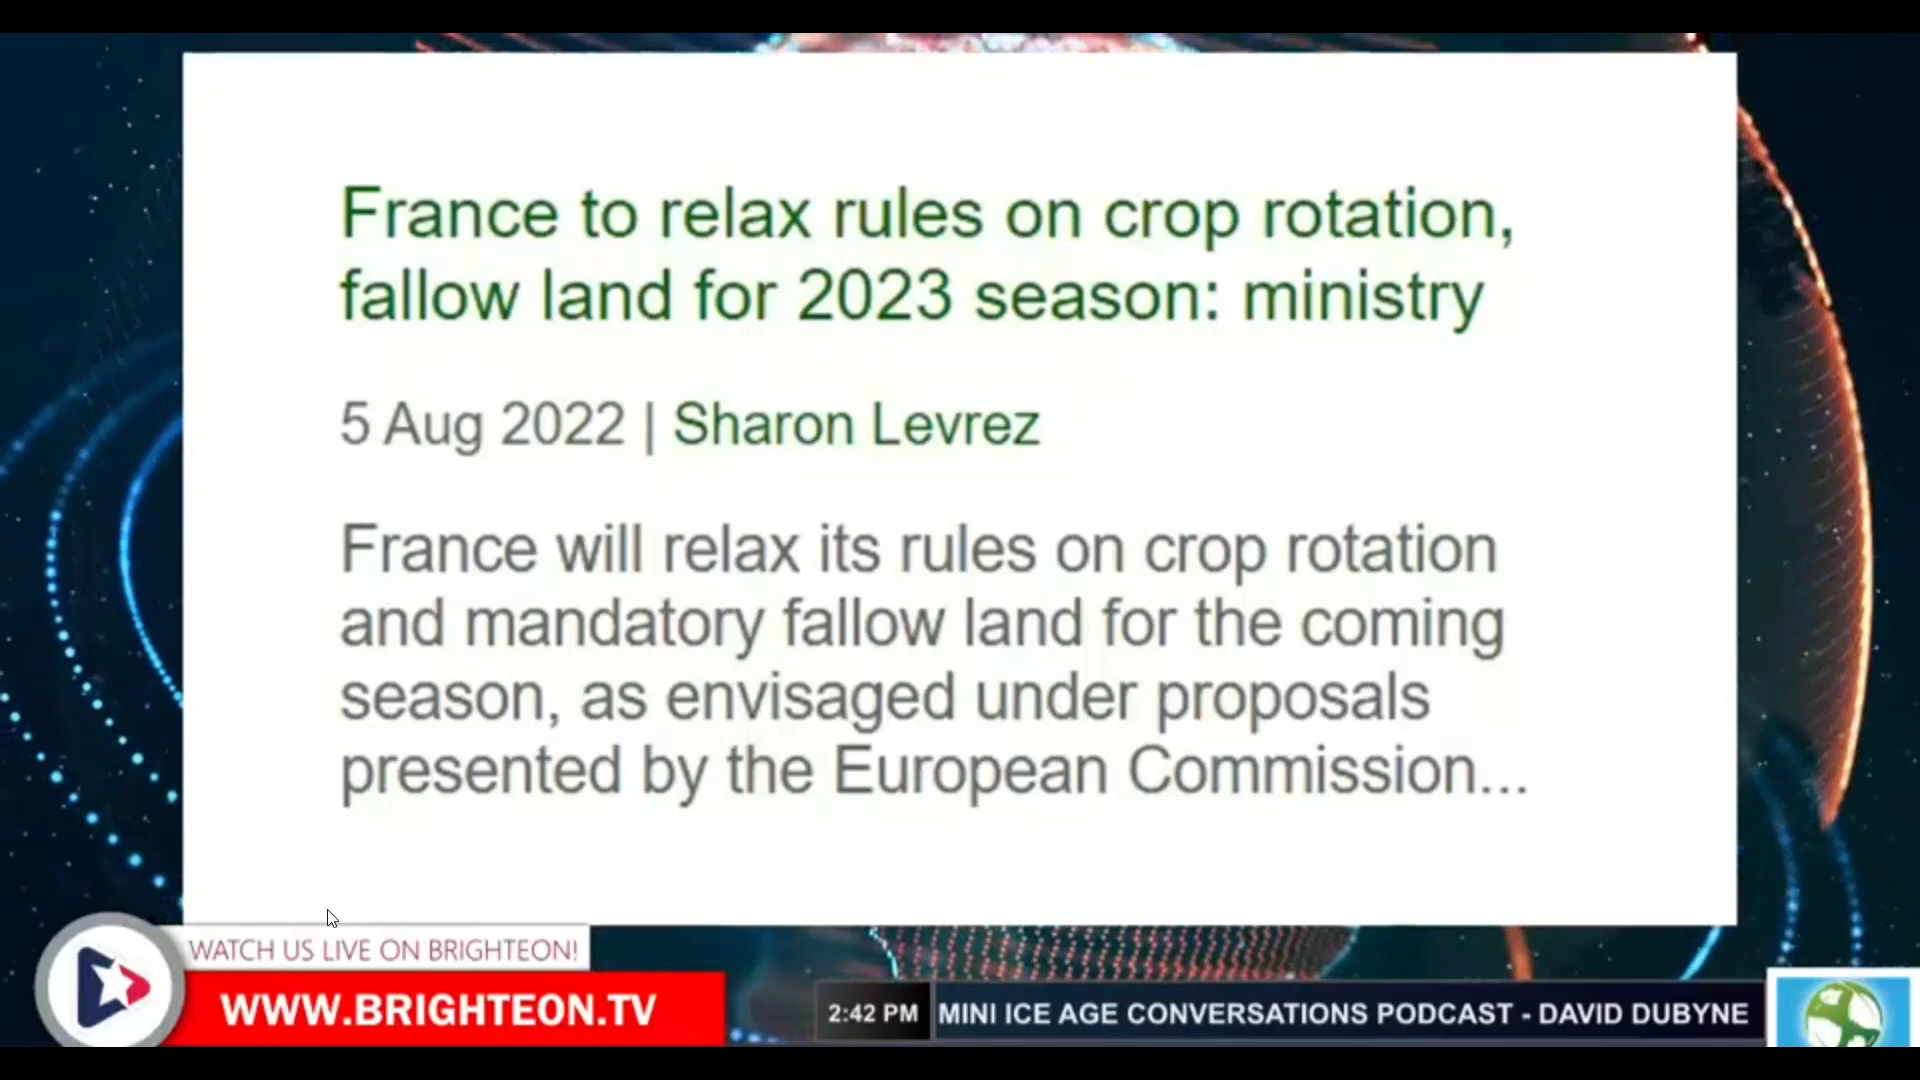 France to relax rules on crop rotation,
fallow land for 2023 season: ministry
5 Aug 2022 | Sharon Levrez
France will relax its rules on crop rotation
and mandatory fallow land for the coming
season, as envisaged under proposals
presented by the European Commission...
WATCH US LIVE ON BRIGHTEON!
WWW.BRIGHTEON.TV
2:42 PM MINI ICE AGE CONVERSATIONS PODCAST - DAVID DUBYNE